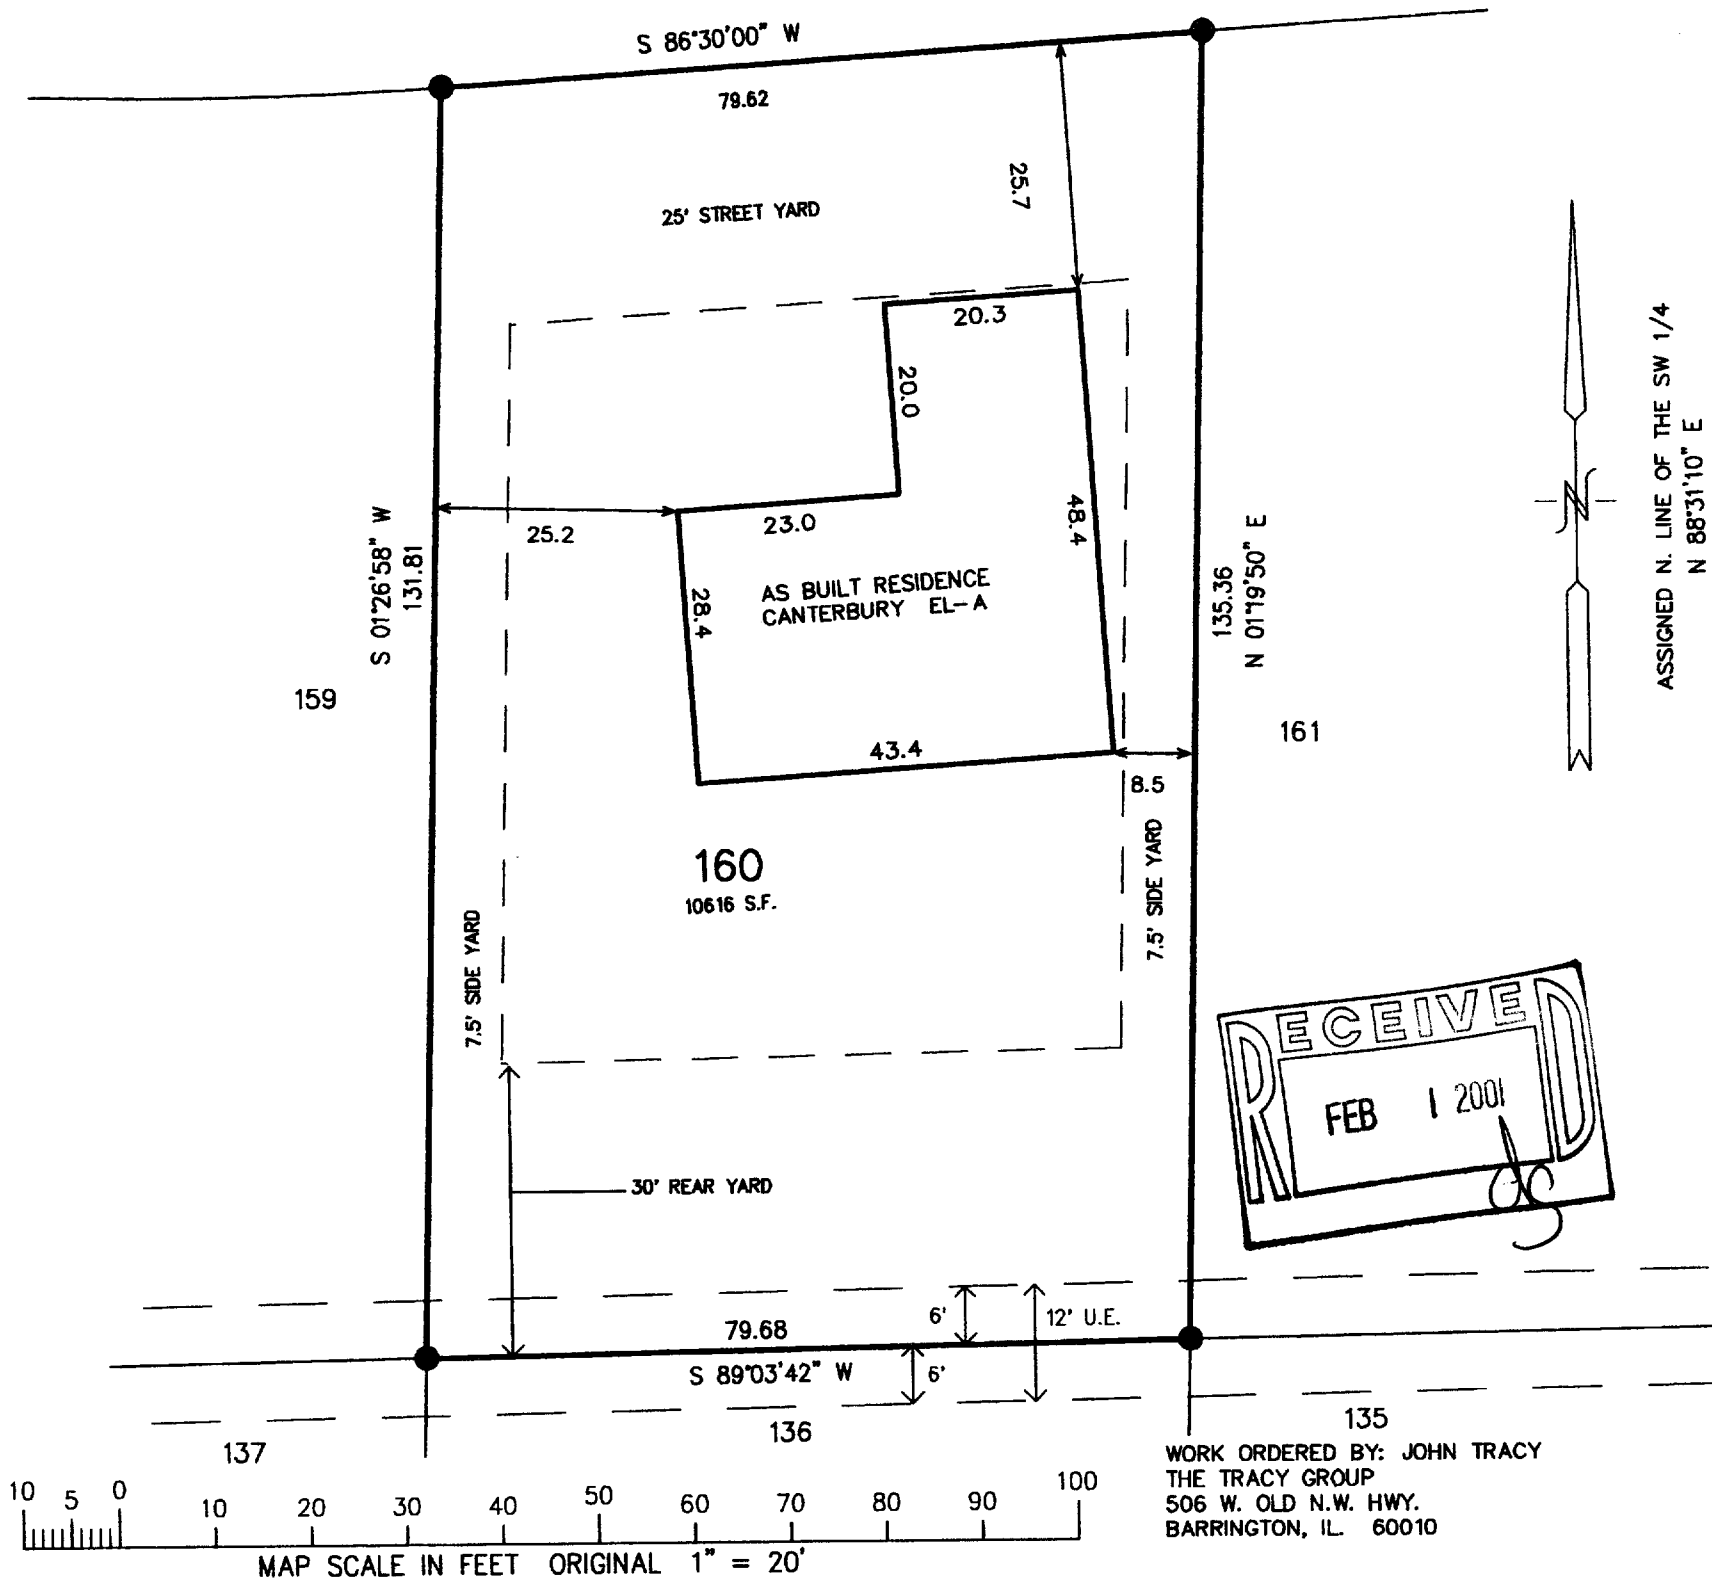 S 86°30'00" W
79.62
25.7
25' STREET YARD
20.3
20.0
23.0
25.2
48.4
28.4
AS BUILT RESIDENCE
CANTERBURY EL-A
S 01°26'58" W
131.81
135.36
N 01°19'50" E
ASSIGNED N. LINE OF THE SW 1/4
N 88°31'10" E
N
159
161
43.4
8.5
160
10616 S.F.
7.5' SIDE YARD
7.5' SIDE YARD
RECEIVED
FEB 1 2001
30' REAR YARD
6'
12' U.E.
79.68
S 89°03'42" W
6'
137
136
135
WORK ORDERED BY: JOHN TRACY
THE TRACY GROUP
506 W. OLD N.W. HWY.
BARRINGTON, IL. 60010
10 5 0 10 20 30 40 50 60 70 80 90 100
MAP SCALE IN FEET ORIGINAL 1" = 20'